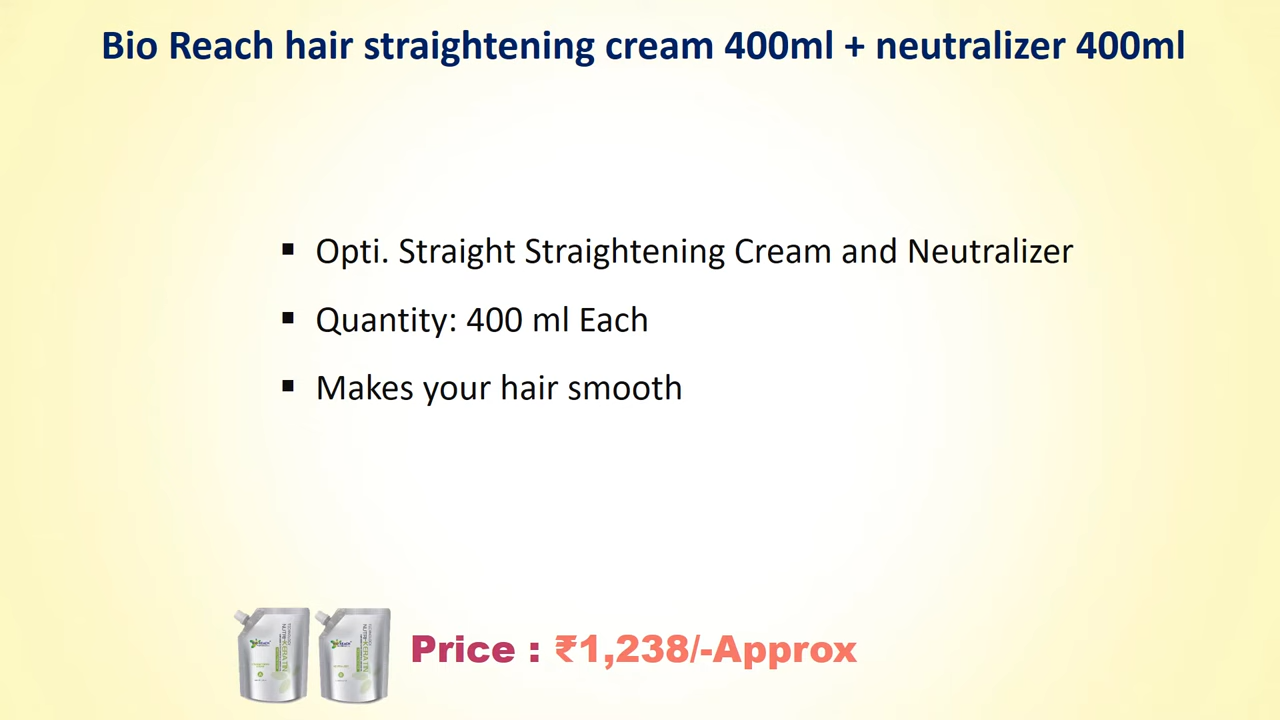 Bio Reach hair straightening cream 400ml + neutralizer 400ml
Opti. Straight Straightening Cream and Neutralizer
Quantity: 400 ml Each
Makes your hair smooth
Price : ₹1,238/-Approx